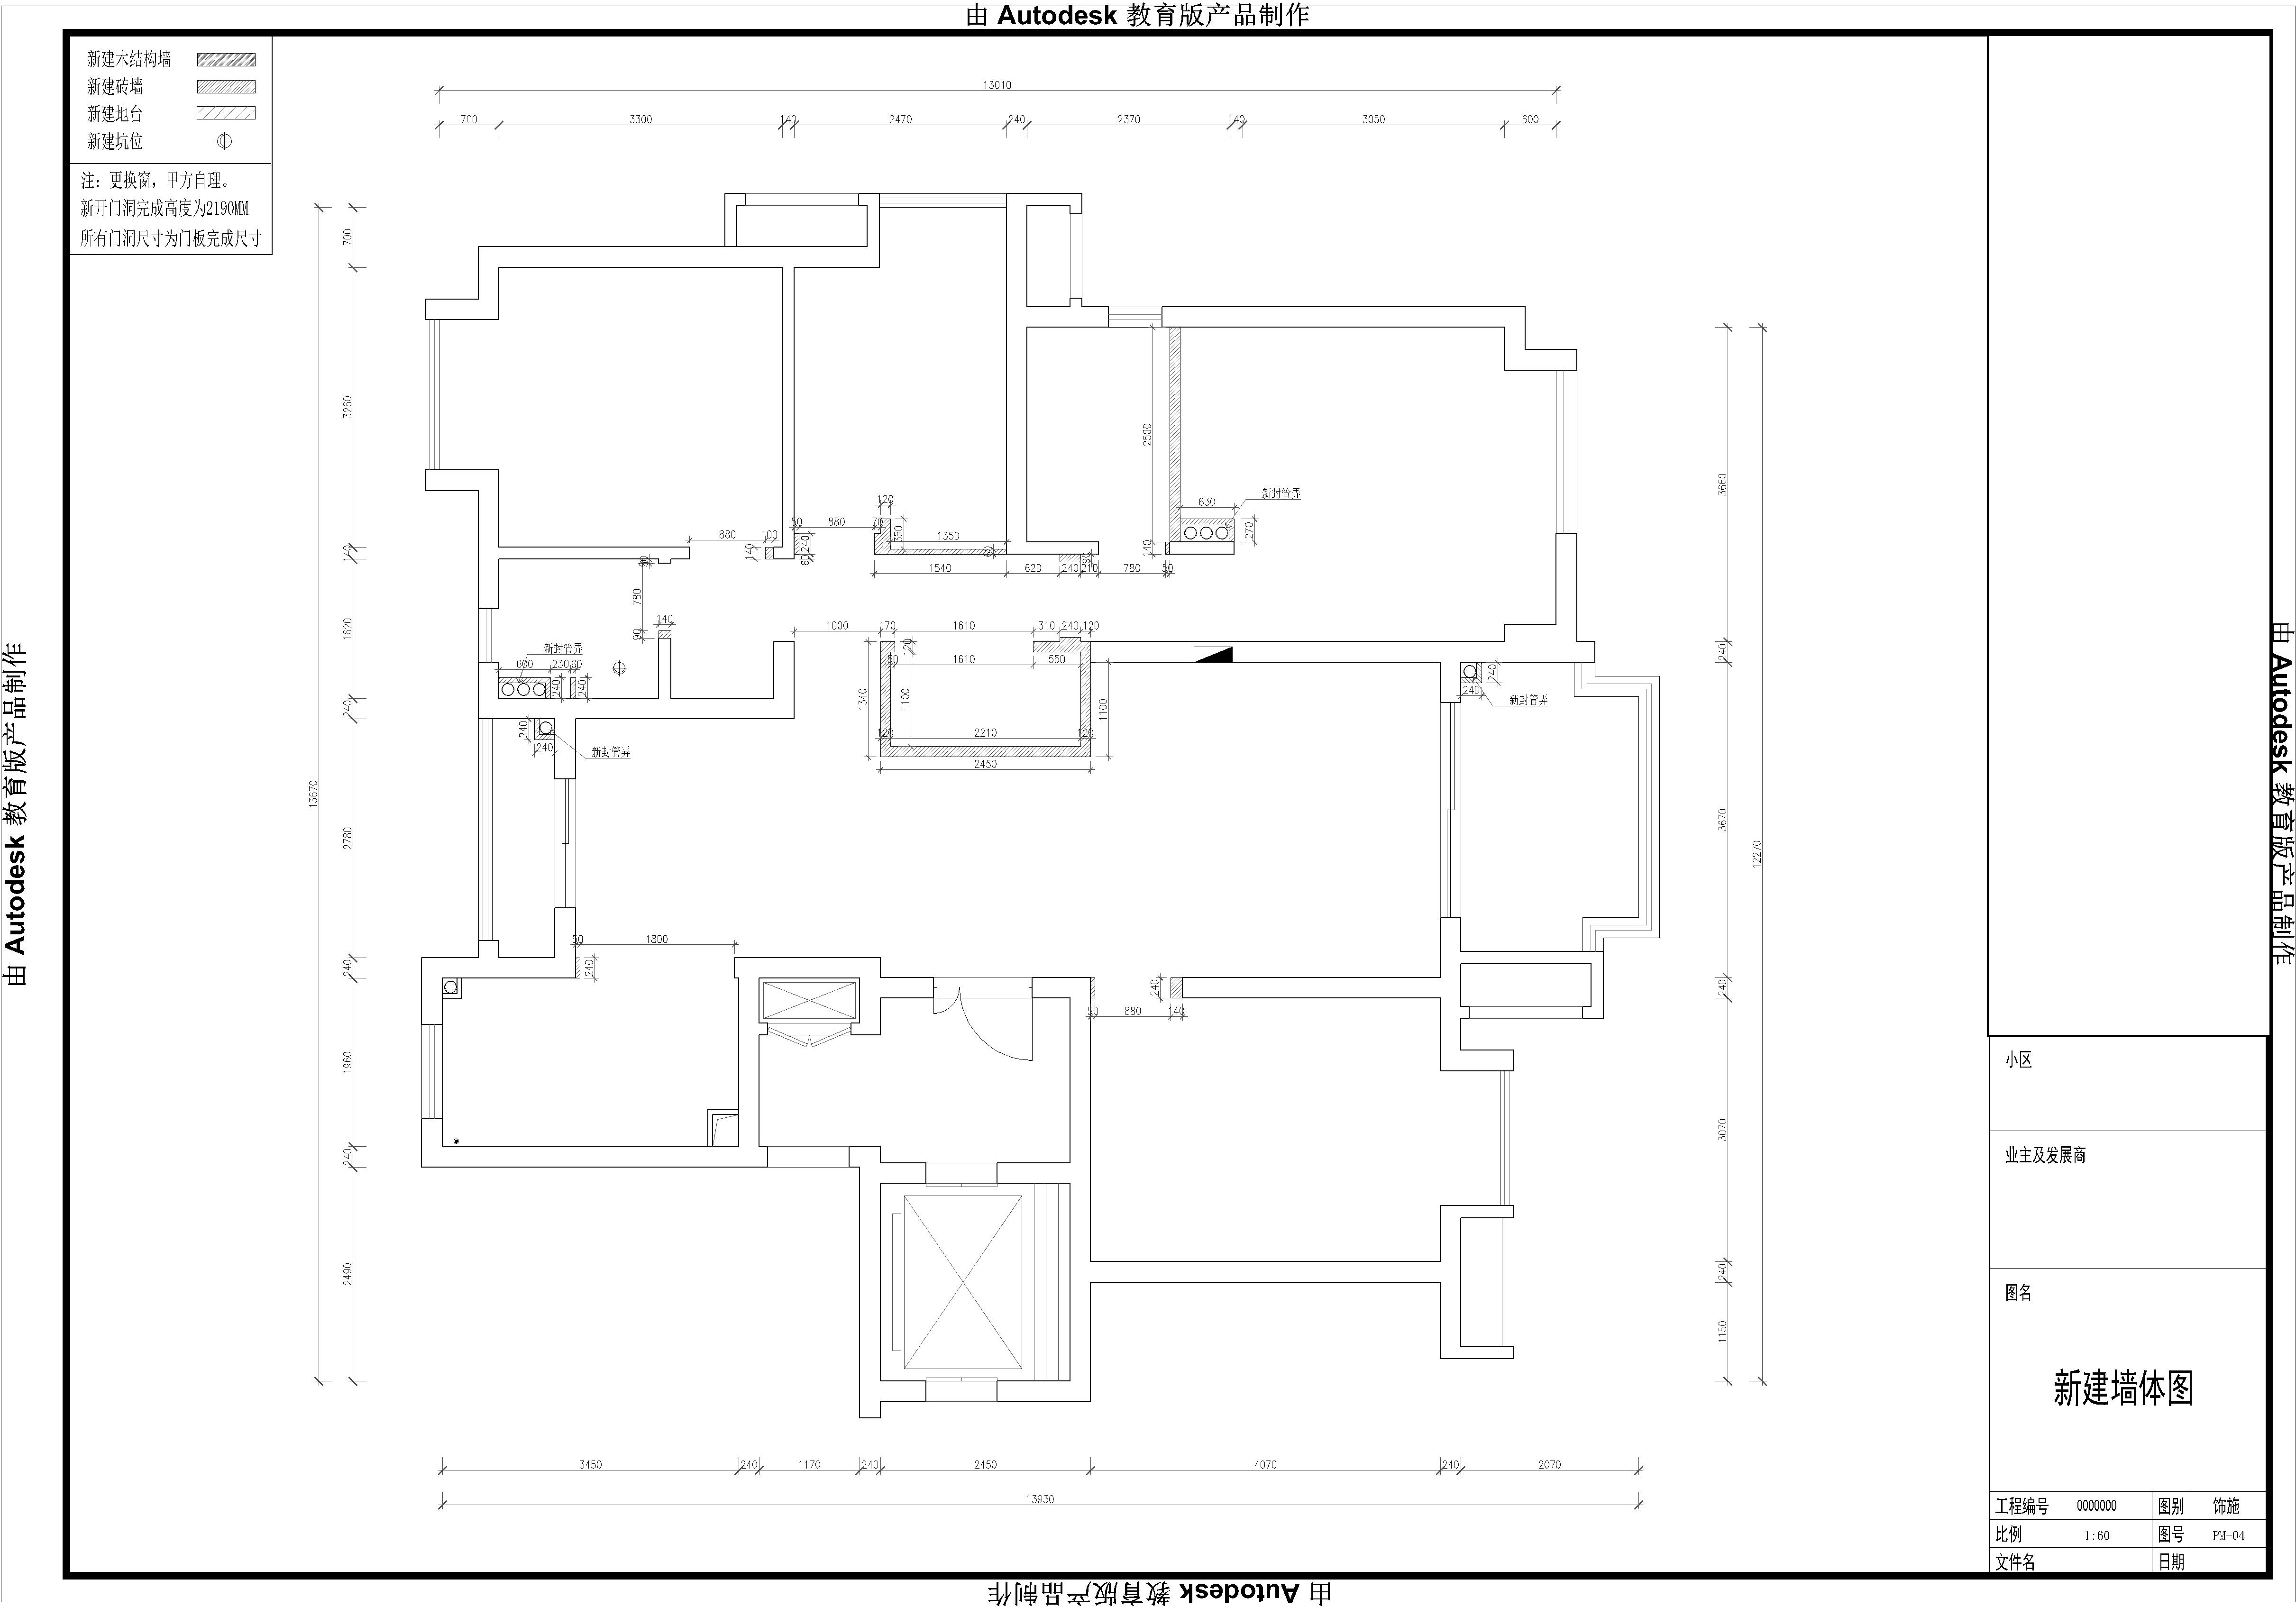 由 Autodesk 教育版产品制作
新建木结构墙
新建砖墙
新建地台
新建坑位
注：更换窗，甲方自理。
新开门洞完成高度为2190MM
所有门洞尺寸为门板完成尺寸
13010
700 3300 140 2470 240 2370 140 3050 600
13670
700
3260
140
1620
240
2780
240
1960
240
2490
2500
630
新封管弄
270
120
50 880 70
350
1350
60
240
60
880 100
140
1540 620 240 210 780 50
90
140
780
140
90
1000 170 1610 310 240 120
120
50 1610 550
1340
1100
1100
120 2210 120
2450
新封管弄
600 230 60
240
240
240
240
新封管弄
240
240
新封管弄
50 1800
240
240
50 880 140
3660
240
3670
240
3070
240
1150
12270
3450 240 1170 240 2450 4070 240 2070
13930
小区
业主及发展商
图名
新建墙体图
工程编号 0000000 图别 饰施
比例 1:60 图号 PM-04
文件名 日期
由 Autodesk 教育版产品制作
由 Autodesk 教育版产品制作
由 Autodesk 教育版产品制作